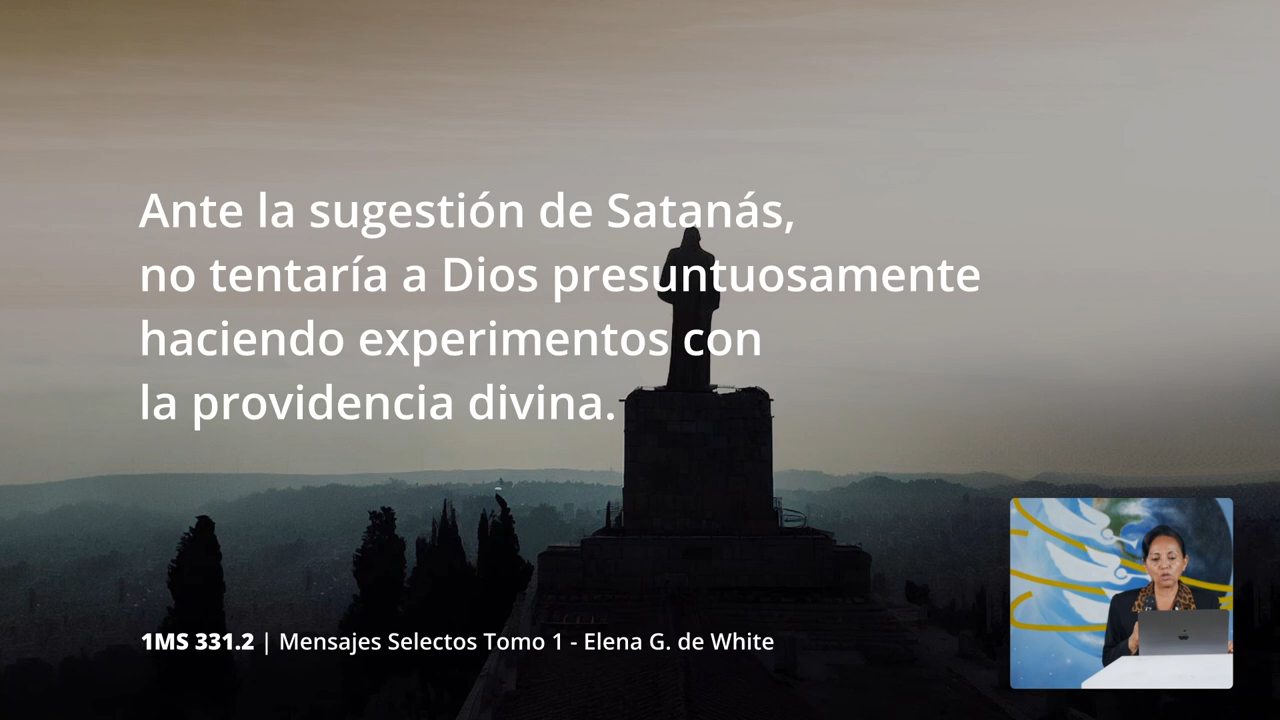 Ante la sugestión de Satanás,
no tentaría a Dios presuntuosamente
haciendo experimentos con
la providencia divina.
1MS 331.2 | Mensajes Selectos Tomo 1 - Elena G. de White